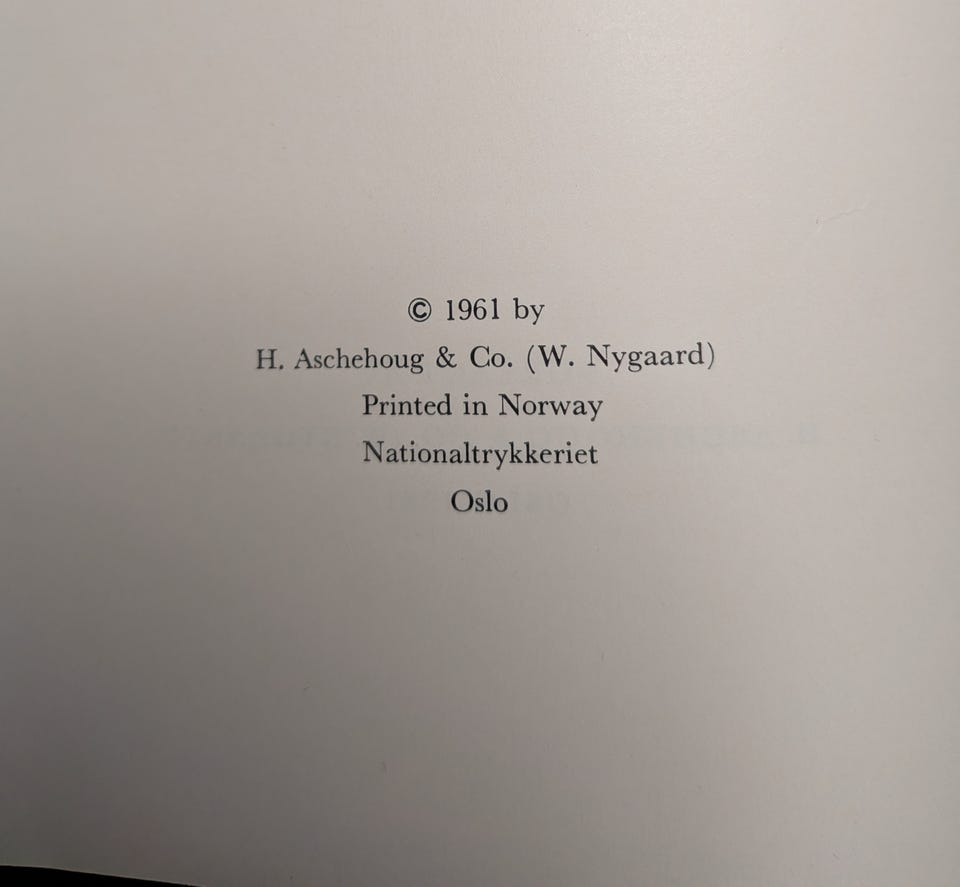 © 1961 by
H. Aschehoug & Co. (W. Nygaard)
Printed in Norway
Nationaltrykkeriet
Oslo